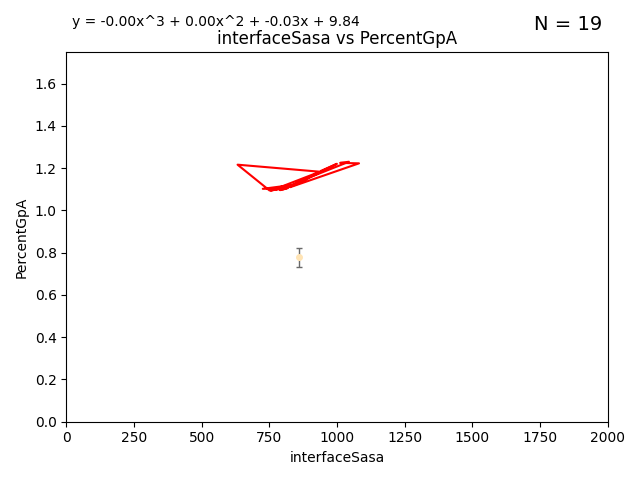 y = -0.00x^3 + 0.00x^2 + -0.03x + 9.84
N = 19
interfaceSasa vs PercentGpA
PercentGpA
1.6
1.4
1.2
1.0
0.8
0.6
0.4
0.2
0.0
0 250 500 750 1000 1250 1500 1750 2000
interfaceSasa